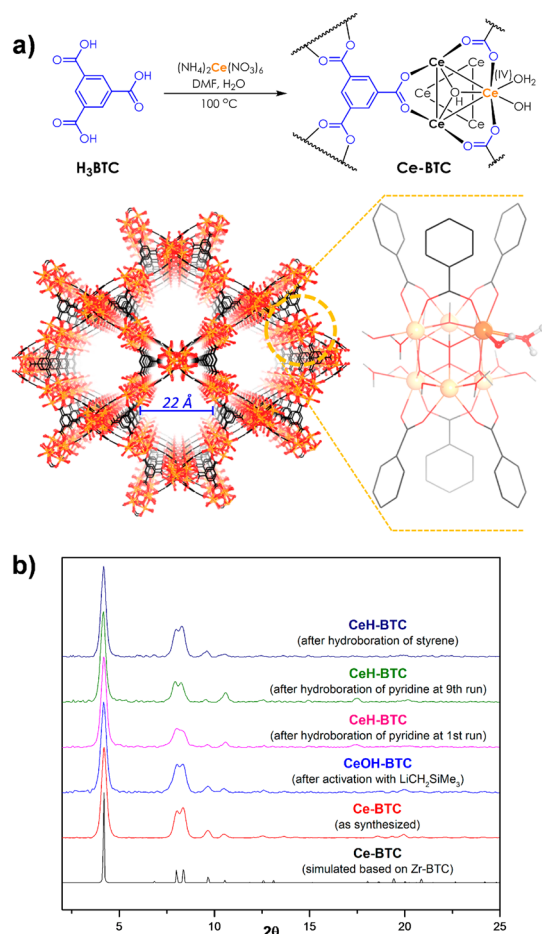 a)
OH
O
O
OH
OH
O
H₃BTC
(NH₄)₂Ce(NO₃)₆
DMF, H₂O
100 °C
O
O
O
O
O
O
O
O
O
O
Ce
Ce
Ce
Ce
Ce
Ce
(IV)
O
H
OH₂
OH
Ce-BTC
22 Å
b)
CeH-BTC
(after hydroboration of styrene)
CeH-BTC
(after hydroboration of pyridine at 9th run)
CeH-BTC
(after hydroboration of pyridine at 1st run)
CeOH-BTC
(after activation with LiCH₂SiMe₃)
Ce-BTC
(as synthesized)
Ce-BTC
(simulated based on Zr-BTC)
5
10
15
20
25
2θ